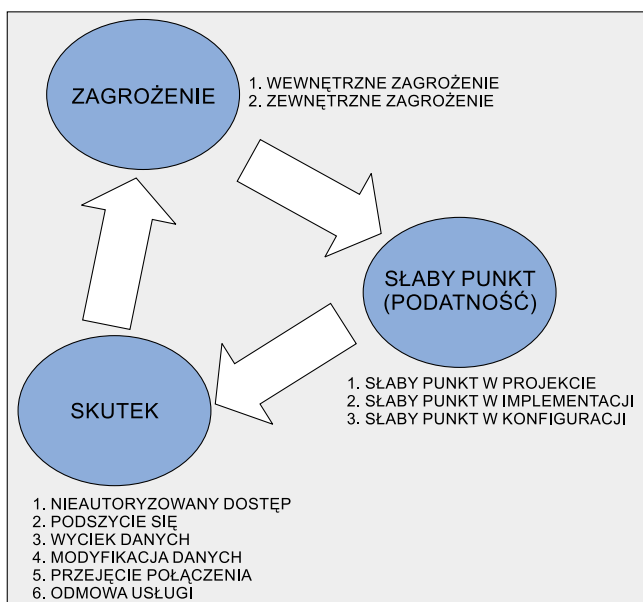 ZAGROŻENIE
1. WEWNĘTRZNE ZAGROŻENIE
2. ZEWNĘTRZNE ZAGROŻENIE
SŁABY PUNKT
(PODATNOŚĆ)
1. SŁABY PUNKT W PROJEKCIE
2. SŁABY PUNKT W IMPLEMENTACJI
3. SŁABY PUNKT W KONFIGURACJI
SKUTEK
1. NIEAUTORYZOWANY DOSTĘP
2. PODSZYCIE SIĘ
3. WYCIEK DANYCH
4. MODYFIKACJA DANYCH
5. PRZEJĘCIE POŁĄCZENIA
6. ODMOWA USŁUGI